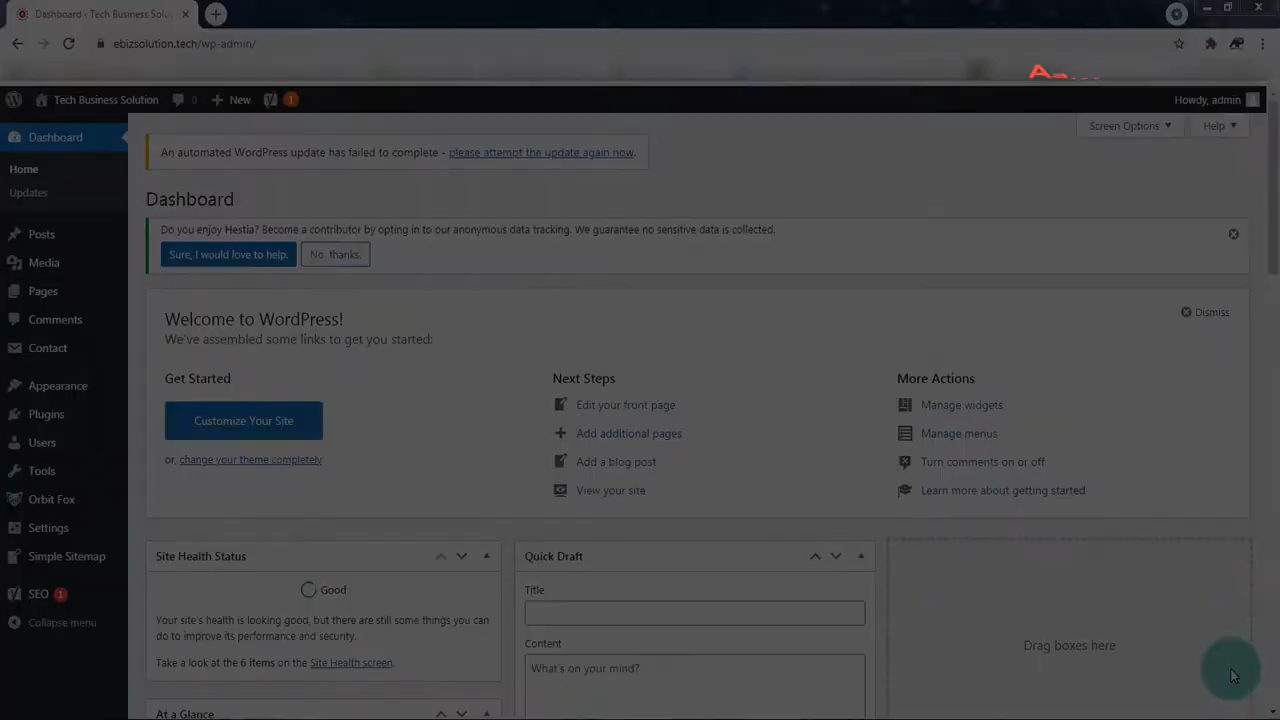 Dashboard ‹ Tech Business Solu
ebizsolution.tech/wp-admin/
Tech Business Solution 0 New 1 Howdy, admin
Screen Options Help
Dashboard
Home
Updates
Posts
Media
Pages
Comments
Contact
Appearance
Plugins
Users
Tools
Orbit Fox
Settings
Simple Sitemap
SEO 1
Collapse menu
An automated WordPress update has failed to complete - please attempt the update again now.
Dashboard
Do you enjoy Hestia? Become a contributor by opting in to our anonymous data tracking. We guarantee no sensitive data is collected.
Sure, I would love to help. No, thanks.
Welcome to WordPress!
Dismiss
We've assembled some links to get you started:
Get Started
Customize Your Site
or, change your theme completely
Next Steps
Edit your front page
Add additional pages
Add a blog post
View your site
More Actions
Manage widgets
Manage menus
Turn comments on or off
Learn more about getting started
Site Health Status
Good
Your site's health is looking good, but there are still some things you can
do to improve its performance and security.
Take a look at the 6 items on the Site Health screen.
At a Glance
Quick Draft
Title
Content
What's on your mind?
Drag boxes here